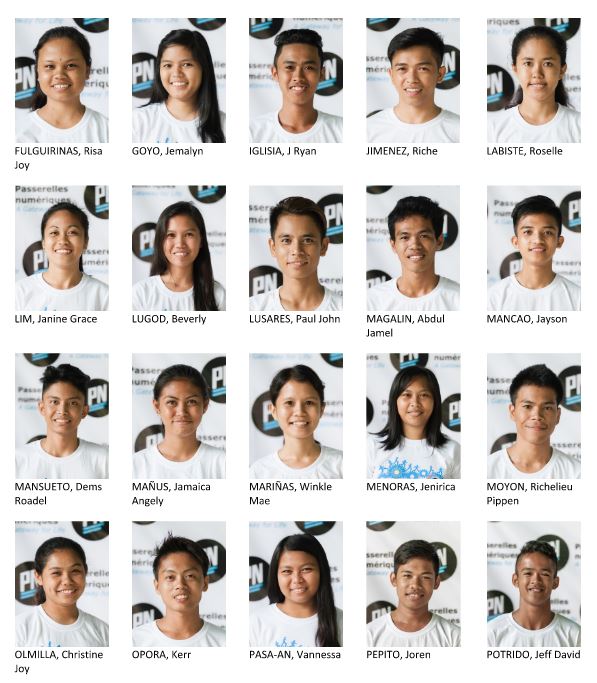 FULGUIRINAS, Risa
Joy
GOYO, Jemalyn
IGLISIA, J Ryan
JIMENEZ, Riche
LABISTE, Roselle
LIM, Janine Grace
LUGOD, Beverly
LUSARES, Paul John
MAGALIN, Abdul
Jamel
MANCAO, Jayson
MANSUETO, Dems
Roadel
MAÑUS, Jamaica
Angely
MARIÑAS, Winkle
Mae
MENORAS, Jenirica
MOYON, Richelieu
Pippen
OLMILLA, Christine
Joy
OPORA, Kerr
PASA-AN, Vannessa
PEPITO, Joren
POTRIDO, Jeff David